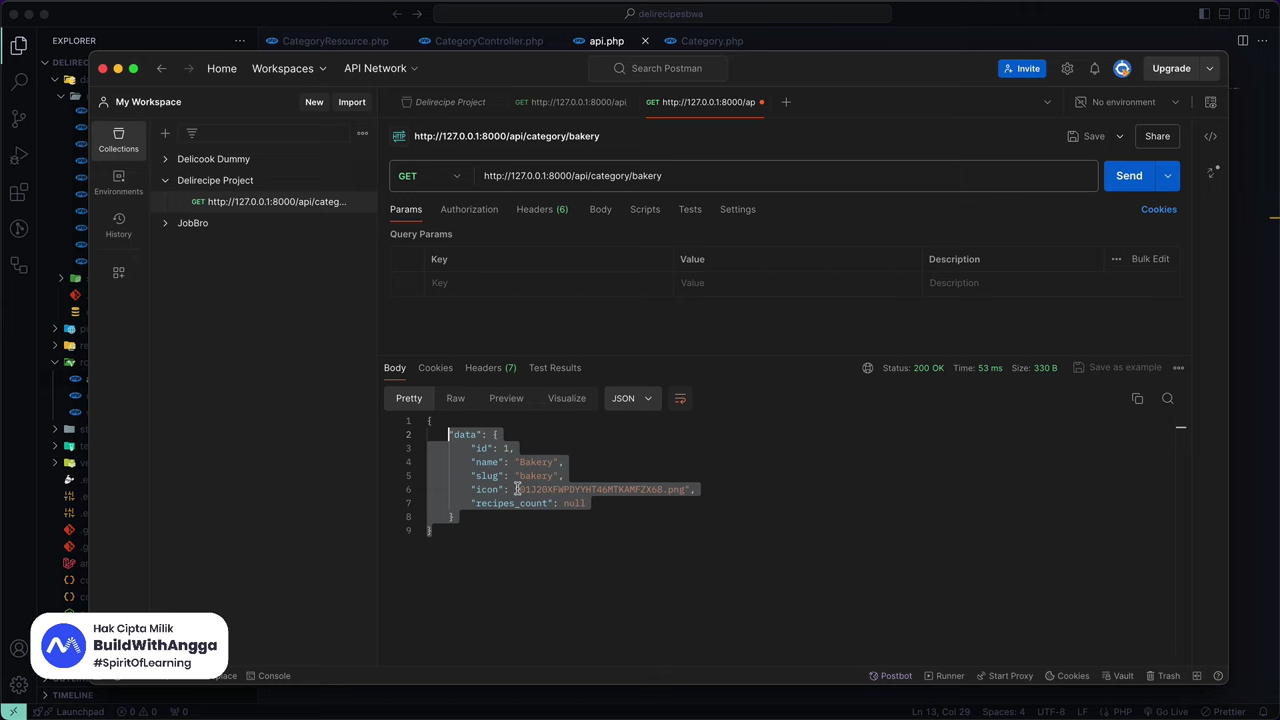 delirecipesbwa
EXPLORER
CategoryResource.php
CategoryController.php
api.php
Category.php
Home
Workspaces
API Network
Search Postman
Invite
Upgrade
My Workspace
New
Import
Delirecipe Project
GET http://127.0.0.1:8000/api
GET http://127.0.0.1:8000/ap
No environment
Collections
Environments
History
Delicook Dummy
Delirecipe Project
GET http://127.0.0.1:8000/api/categ...
JobBro
HTTP
http://127.0.0.1:8000/api/category/bakery
Save
Share
GET
http://127.0.0.1:8000/api/category/bakery
Send
Params
Authorization
Headers (6)
Body
Scripts
Tests
Settings
Cookies
Query Params
Key
Value
Description
Bulk Edit
Key
Value
Description
Body
Cookies
Headers (7)
Test Results
Status: 200 OK
Time: 53 ms
Size: 330 B
Save as example
Pretty
Raw
Preview
Visualize
JSON
1 {
2 "data": {
3 "id": 1,
4 "name": "Bakery",
5 "slug": "bakery",
6 "icon": "01J20XFWPDYYHT46MTKAMFZX6B.png",
7 "recipes_count": null
8 }
9 }
Hak Cipta Milik
BuildWithAngga
#SpiritOfLearning
Console
Postbot
Runner
Start Proxy
Cookies
Vault
Trash
TIMELINE
Launchpad
0
0
0
Ln 13, Col 29
Spaces: 4
UTF-8
LF
PHP
Go Live
Prettier